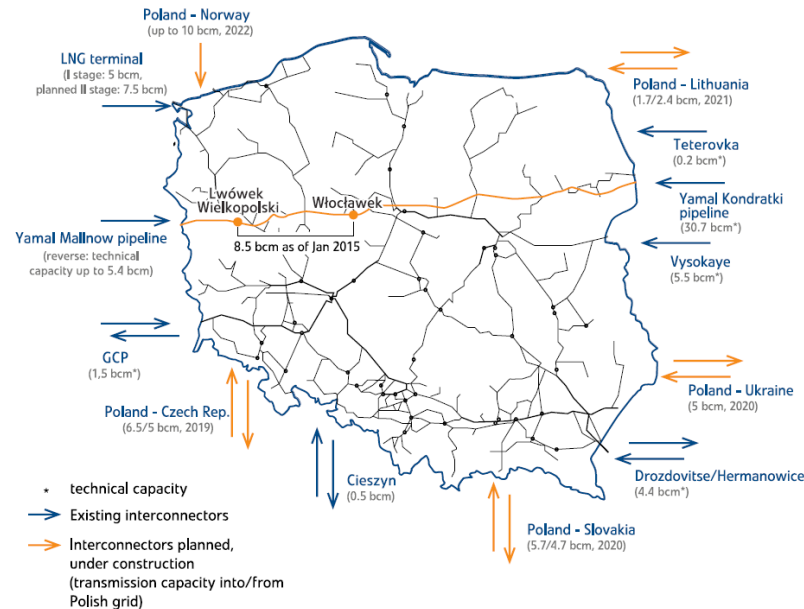 Poland - Norway
(up to 10 bcm, 2022)
LNG terminal
(I stage: 5 bcm,
planned II stage: 7.5 bcm)
Poland - Lithuania
(1.7/2.4 bcm, 2021)
Teterovka
(0.2 bcm*)
Lwówek
Wielkopolski
Włocławek
Yamal Kondratki
pipeline
(30.7 bcm*)
8.5 bcm as of Jan 2015
Yamal Mallnow pipeline
(reverse: technical
capacity up to 5.4 bcm)
Vysokaye
(5.5 bcm*)
GCP
(1,5 bcm*)
Poland - Ukraine
(5 bcm, 2020)
Poland - Czech Rep.
(6.5/5 bcm, 2019)
Cieszyn
(0.5 bcm)
Drozdovitse/Hermanowice
(4.4 bcm*)
Poland - Slovakia
(5.7/4.7 bcm, 2020)
* technical capacity
Existing interconnectors
Interconnectors planned,
under construction
(transmission capacity into/from
Polish grid)